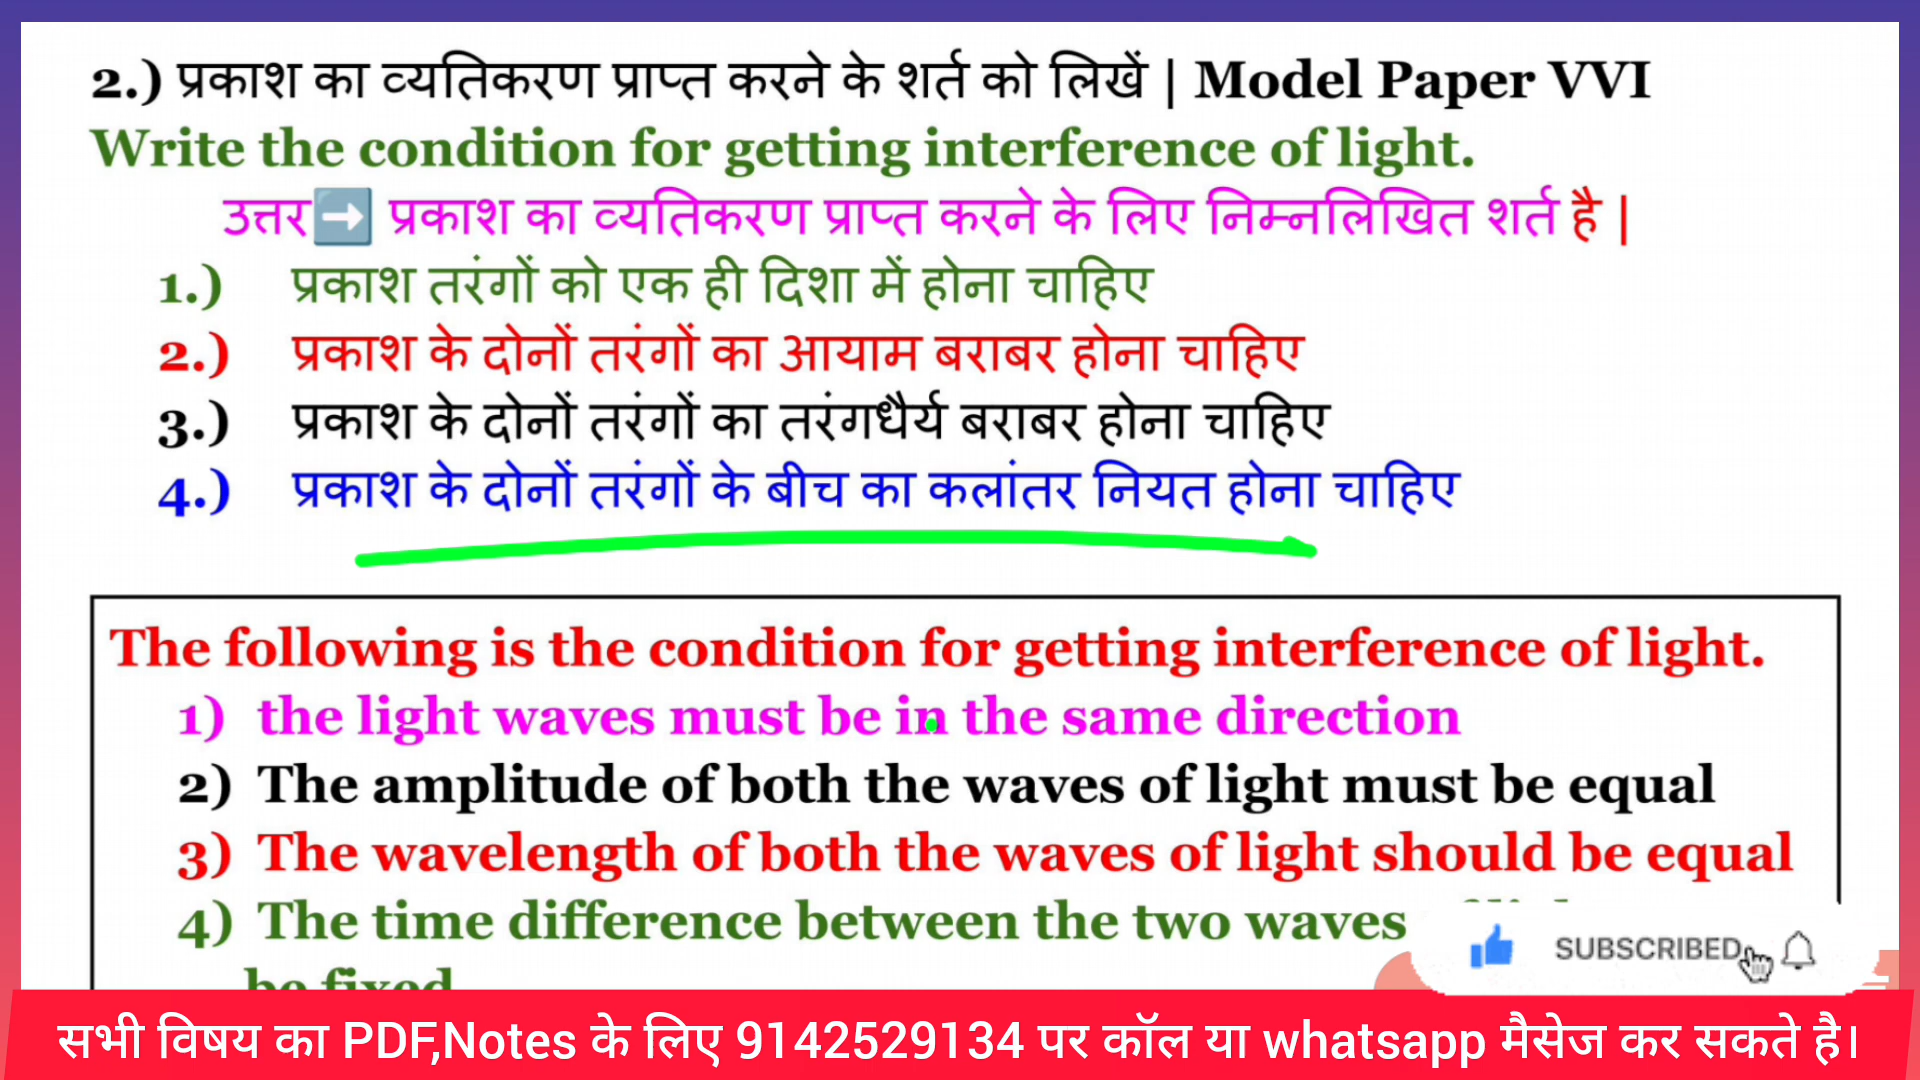 2.) प्रकाश का व्यतिकरण प्राप्त करने के शर्त को लिखें | Model Paper VVI
Write the condition for getting interference of light.
उत्तर➡️ प्रकाश का व्यतिकरण प्राप्त करने के लिए निम्नलिखित शर्त है |
1.) प्रकाश तरंगों को एक ही दिशा में होना चाहिए
2.) प्रकाश के दोनों तरंगों का आयाम बराबर होना चाहिए
3.) प्रकाश के दोनों तरंगों का तरंगधैर्य बराबर होना चाहिए
4.) प्रकाश के दोनों तरंगों के बीच का कलांतर नियत होना चाहिए
The following is the condition for getting interference of light.
1) the light waves must be in the same direction
2) The amplitude of both the waves of light must be equal
3) The wavelength of both the waves of light should be equal
4) The time difference between the two waves
be fixed
SUBSCRIBED
सभी विषय का PDF,Notes के लिए 9142529134 पर कॉल या whatsapp मैसेज कर सकते है।